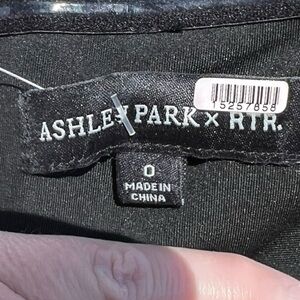 15257858
ASHLEY PARK × RTR.
0
MADE IN
CHINA